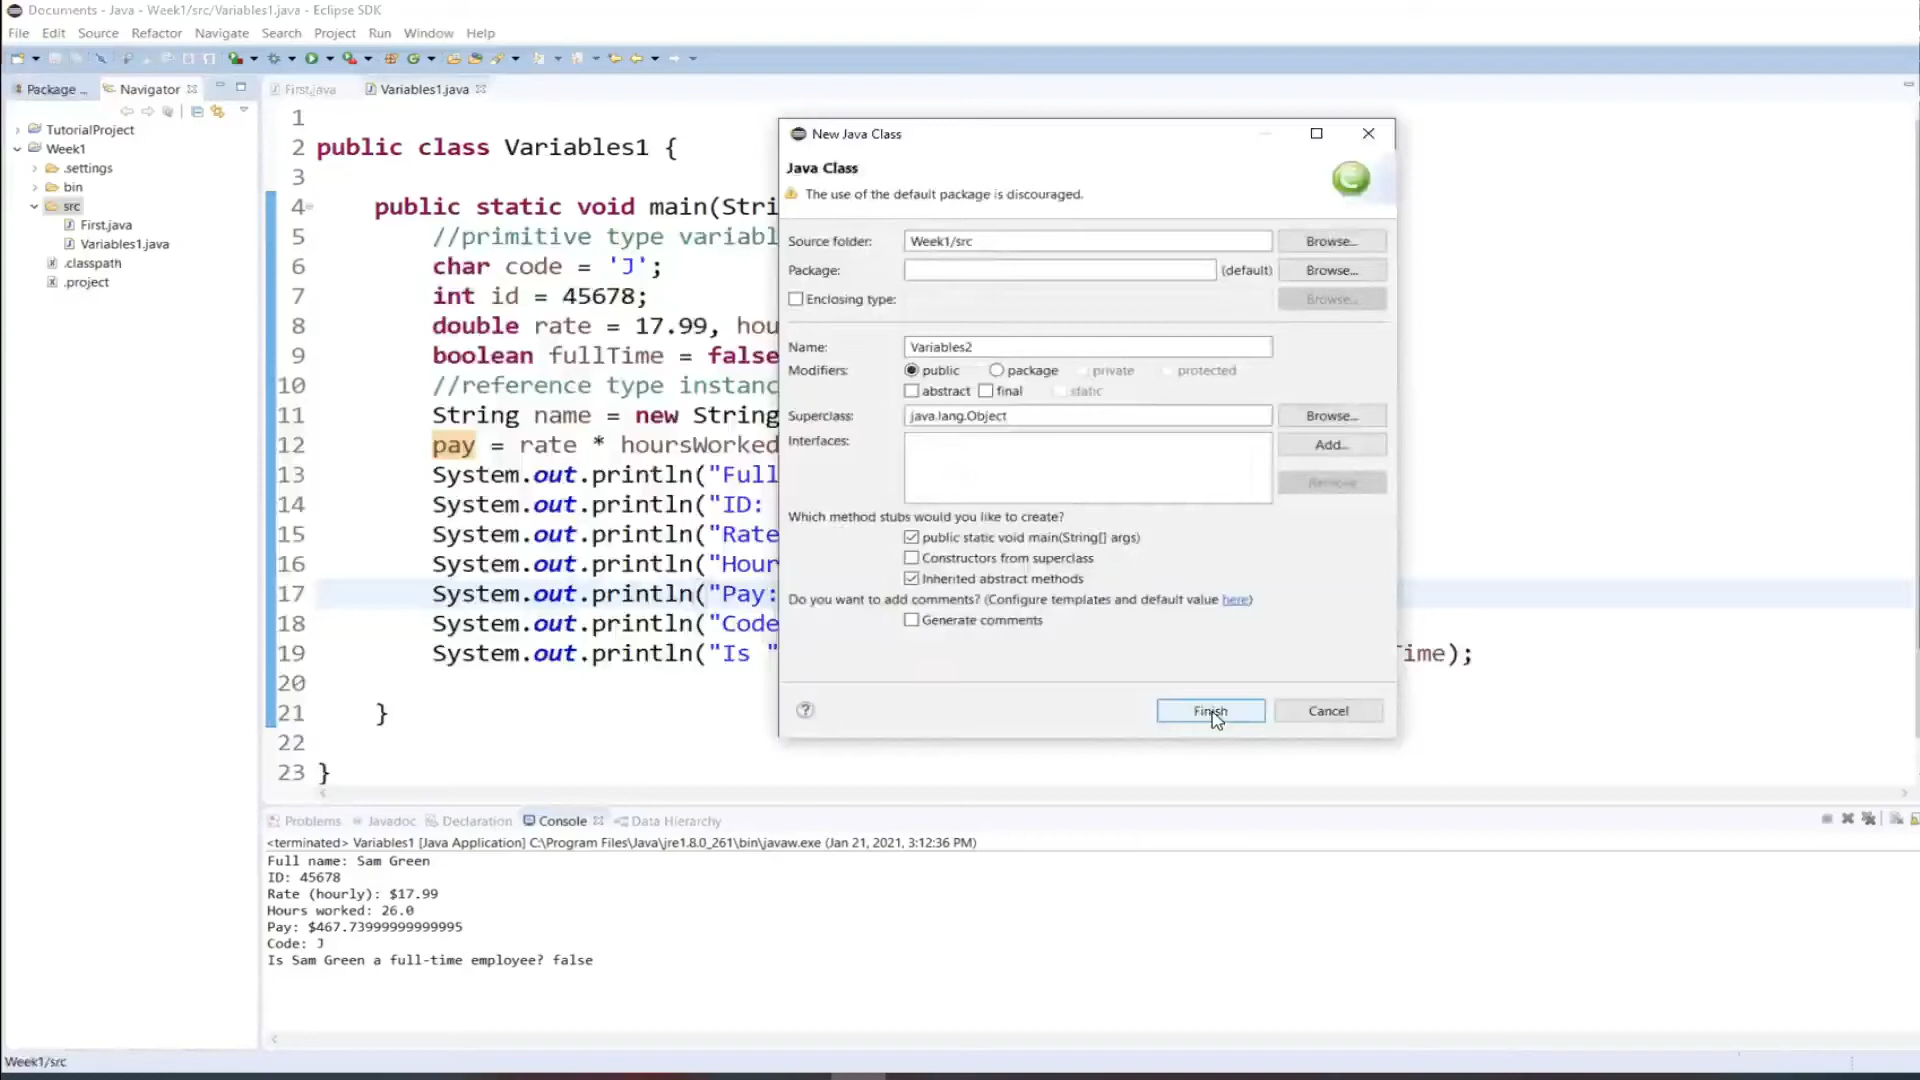 Documents - Java - Week1/src/Variables1.java - Eclipse SDK
File Edit Source Refactor Navigate Search Project Run Window Help
Package ... Navigator
First.java Variables1.java
TutorialProject
Week1
.settings
bin
src
First.java
Variables1.java
.classpath
.project
1
2 public class Variables1 {
3
4 public static void main(Stri
5 //primitive type variabl
6 char code = 'J';
7 int id = 45678;
8 double rate = 17.99, hou
9 boolean fullTime = false
10 //reference type instanc
11 String name = new String
12 pay = rate * hoursWorked
13 System.out.println("Full
14 System.out.println("ID:
15 System.out.println("Rate
16 System.out.println("Hour
17 System.out.println("Pay:
18 System.out.println("Code
19 System.out.println("Is " Time);
20
21 }
22
23 }
New Java Class
Java Class
The use of the default package is discouraged.
Source folder: Week1/src Browse...
Package: (default) Browse...
Enclosing type: Browse...
Name: Variables2
Modifiers: public package private protected
abstract final static
Superclass: java.lang.Object Browse...
Interfaces: Add...
Remove
Which method stubs would you like to create?
public static void main(String[] args)
Constructors from superclass
Inherited abstract methods
Do you want to add comments? (Configure templates and default value here)
Generate comments
Finish Cancel
Problems Javadoc Declaration Console Data Hierarchy
<terminated> Variables1 [Java Application] C:\Program Files\Java\jre1.8.0_261\bin\javaw.exe (Jan 21, 2021, 3:12:36 PM)
Full name: Sam Green
ID: 45678
Rate (hourly): $17.99
Hours worked: 26.0
Pay: $467.73999999999995
Code: J
Is Sam Green a full-time employee? false
Week1/src